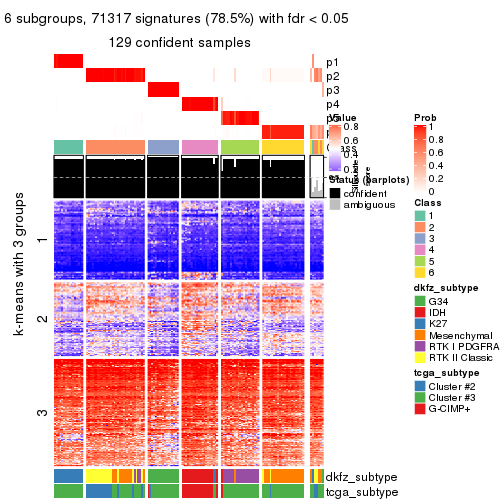 6 subgroups, 71317 signatures (78.5%) with fdr < 0.05
129 confident samples
p1
p2
p3
p4
Value
0.8
0.6
0.4
0.2
Status (barplots)
confident
ambiguous
Prob
1
0.8
0.6
0.4
0.2
0
Class
1
2
3
4
5
6
dkfz_subtype
G34
IDH
K27
Mesenchymal
RTK I PDGFRA
RTK II Classic
tcga_subtype
Cluster #2
Cluster #3
G-CIMP+
k-means with 3 groups
1
2
3
dkfz_subtype
tcga_subtype